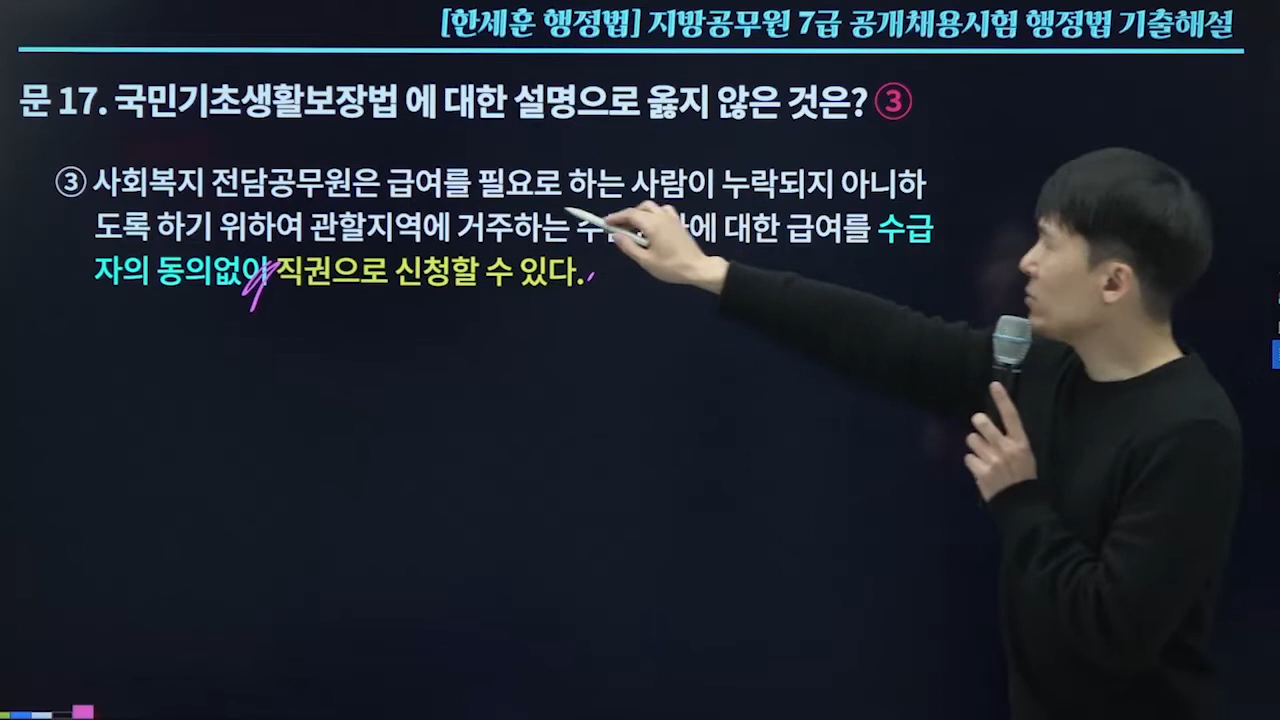 [한세훈 행정법] 지방공무원 7급 공개채용시험 행정법 기출해설
문 17. 국민기초생활보장법 에 대한 설명으로 옳지 않은 것은? ③
③ 사회복지 전담공무원은 급여를 필요로 하는 사람이 누락되지 아니하
도록 하기 위하여 관할지역에 거주하는 대한 급여를 수급
자의 동의없이 직권으로 신청할 수 있다.